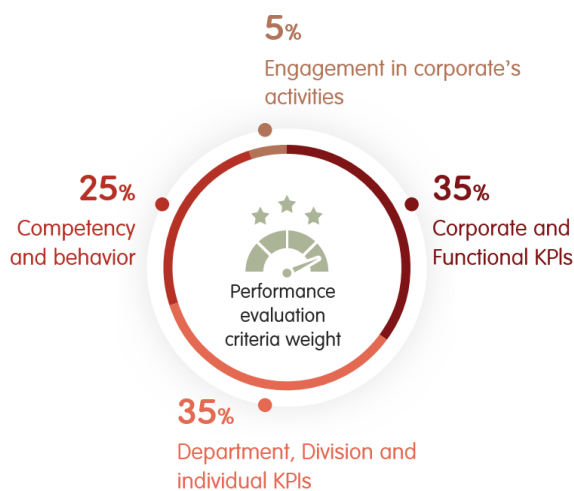 5%
Engagement in corporate's
activities
25%
Competency
and behavior
35%
Corporate and
Functional KPIs
Performance
evaluation
criteria weight
35%
Department, Division and
individual KPIs